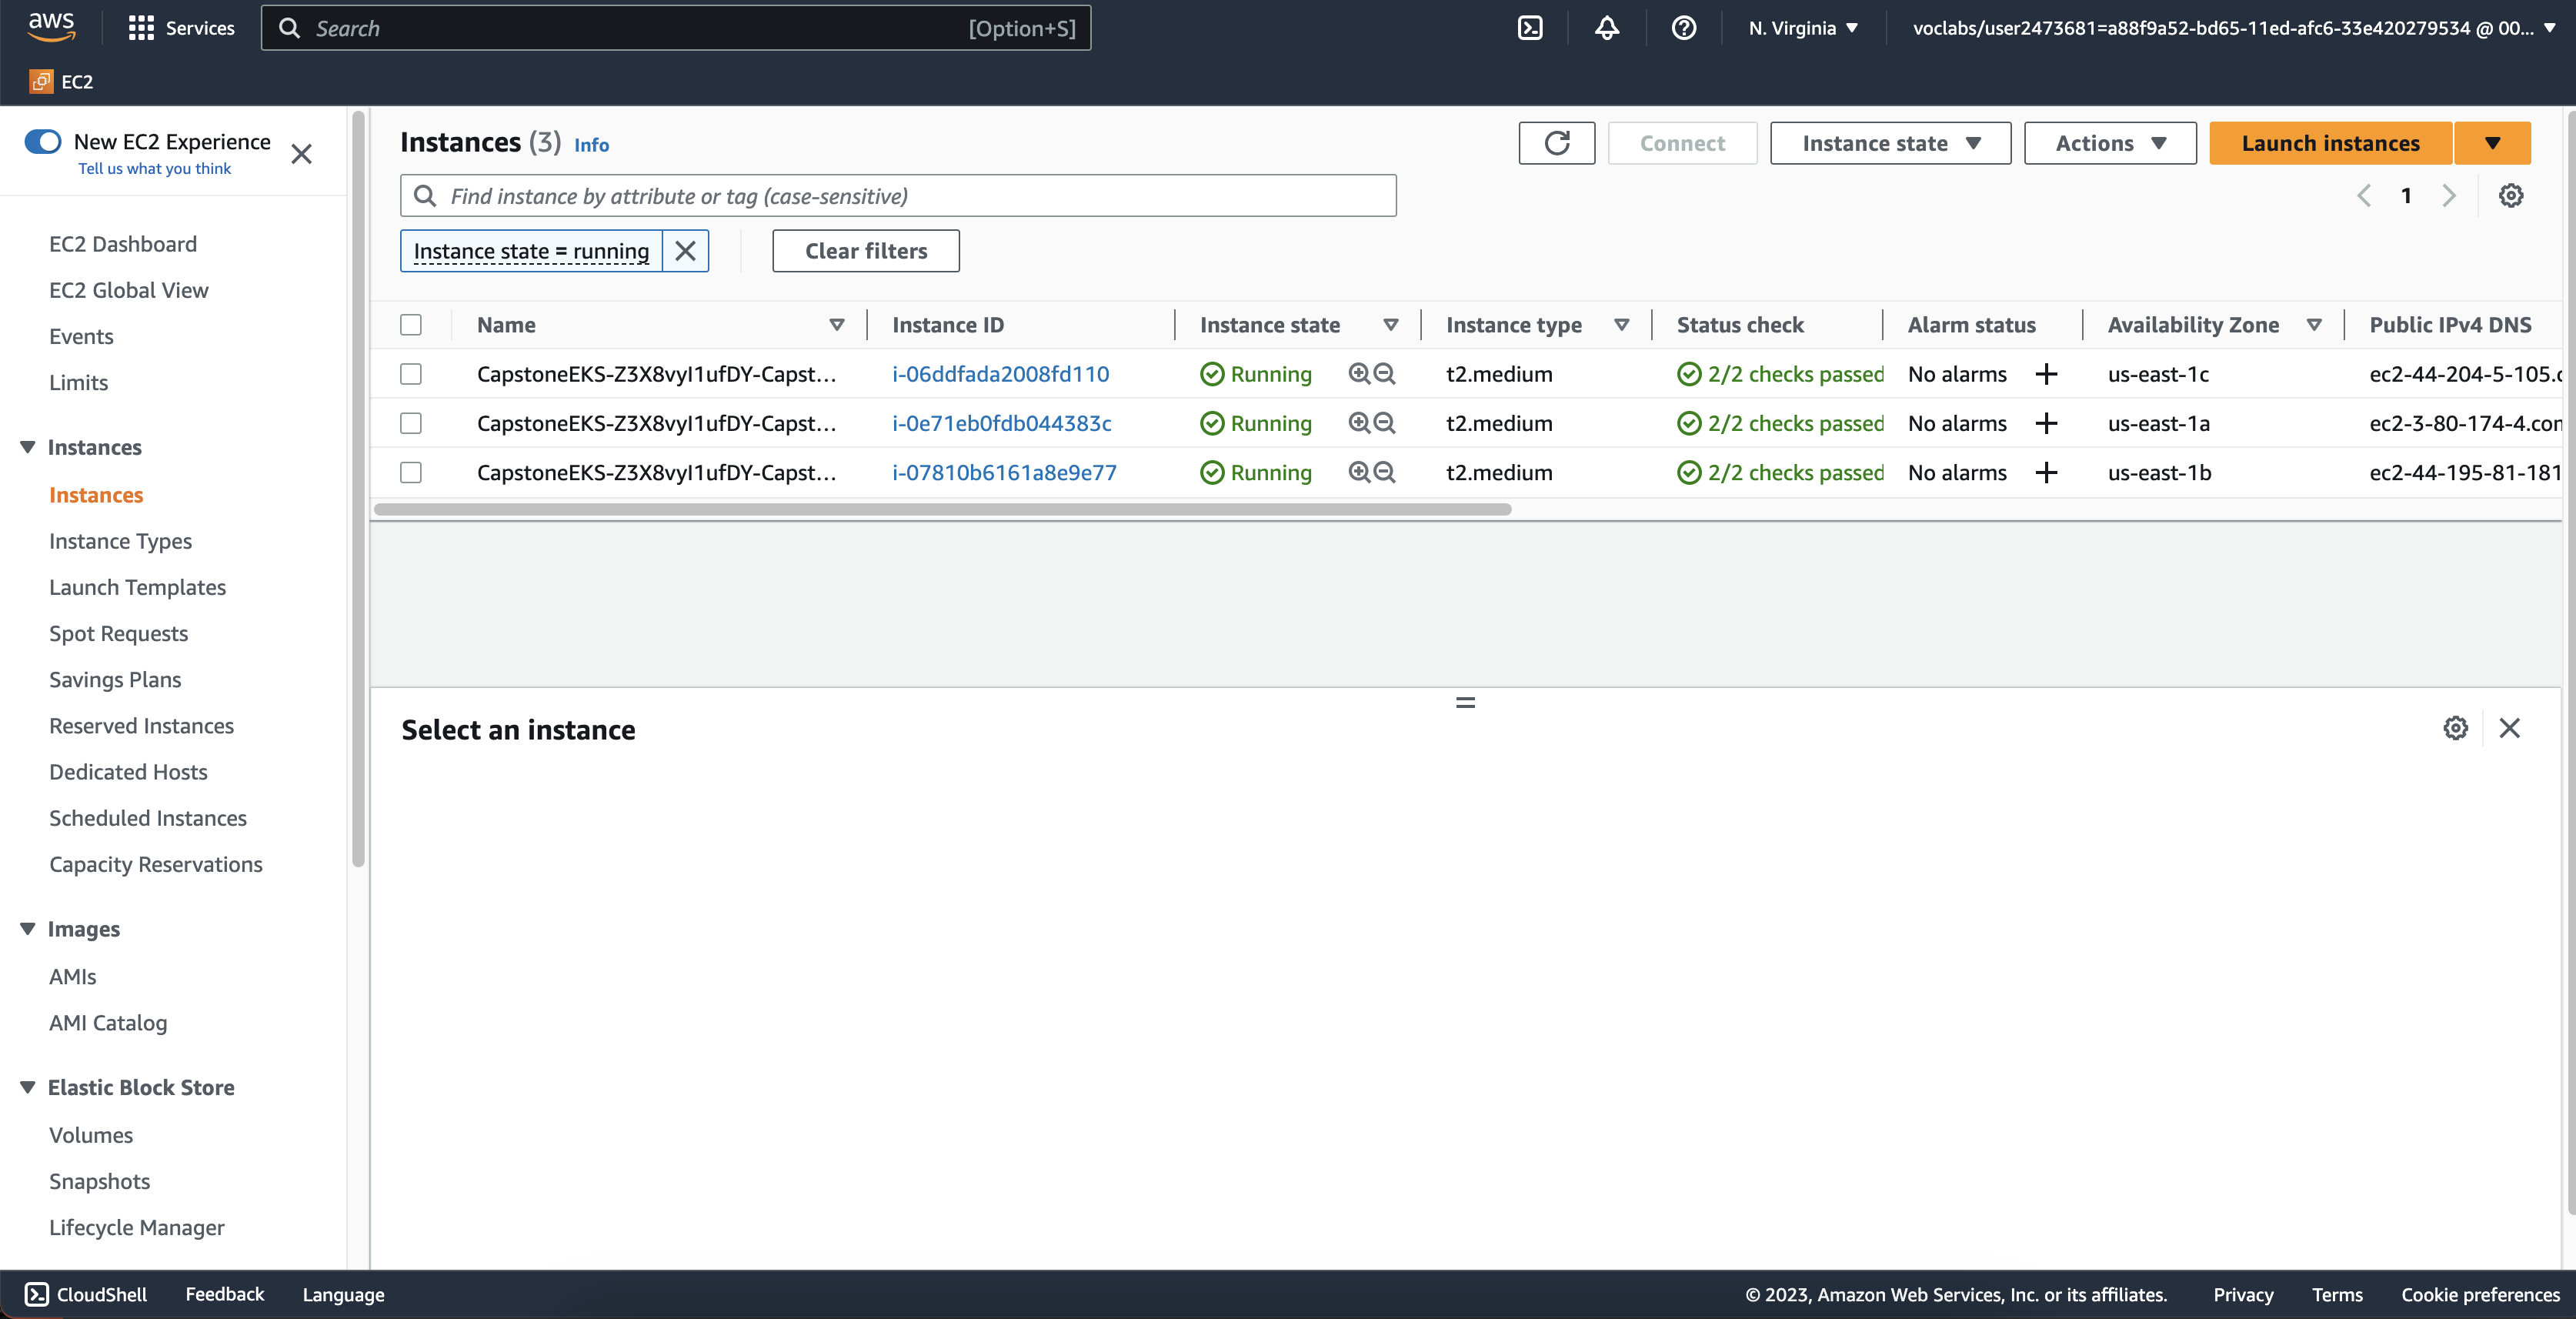 aws
Services
Search [Option+S]
N. Virginia
voclabs/user2473681=a88f9a52-bd65-11ed-afc6-33e420279534 @ 00...
EC2
New EC2 Experience
Tell us what you think
EC2 Dashboard
EC2 Global View
Events
Limits
Instances
Instances
Instance Types
Launch Templates
Spot Requests
Savings Plans
Reserved Instances
Dedicated Hosts
Scheduled Instances
Capacity Reservations
Images
AMIs
AMI Catalog
Elastic Block Store
Volumes
Snapshots
Lifecycle Manager
Instances (3) Info
Connect
Instance state
Actions
Launch instances
Find instance by attribute or tag (case-sensitive)
1
Instance state = running
Clear filters
Name Instance ID Instance state Instance type Status check Alarm status Availability Zone Public IPv4 DNS
CapstoneEKS-Z3X8vyI1ufDY-Capst... i-06ddfada2008fd110 Running t2.medium 2/2 checks passed No alarms + us-east-1c ec2-44-204-5-105.c
CapstoneEKS-Z3X8vyI1ufDY-Capst... i-0e71eb0fdb044383c Running t2.medium 2/2 checks passed No alarms + us-east-1a ec2-3-80-174-4.com
CapstoneEKS-Z3X8vyI1ufDY-Capst... i-07810b6161a8e9e77 Running t2.medium 2/2 checks passed No alarms + us-east-1b ec2-44-195-81-181
Select an instance
CloudShell Feedback Language
© 2023, Amazon Web Services, Inc. or its affiliates. Privacy Terms Cookie preferences